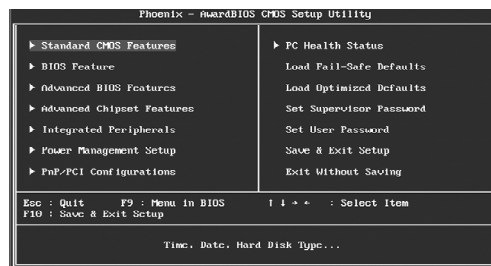 Phoenix - AwardBIOS CMOS Setup Utility
▶ Standard CMOS Features
▶ BIOS Feature
▶ Advanced BIOS Features
▶ Advanced Chipset Features
▶ Integrated Peripherals
▶ Power Management Setup
▶ PnP/PCI Configurations
▶ PC Health Status
Load Fail-Safe Defaults
Load Optimized Defaults
Set Supervisor Password
Set User Password
Save & Exit Setup
Exit Without Saving
Esc : Quit F9 : Menu in BIOS ↑ ↓ → ← : Select Item
F10 : Save & Exit Setup
Time, Date, Hard Disk Type...